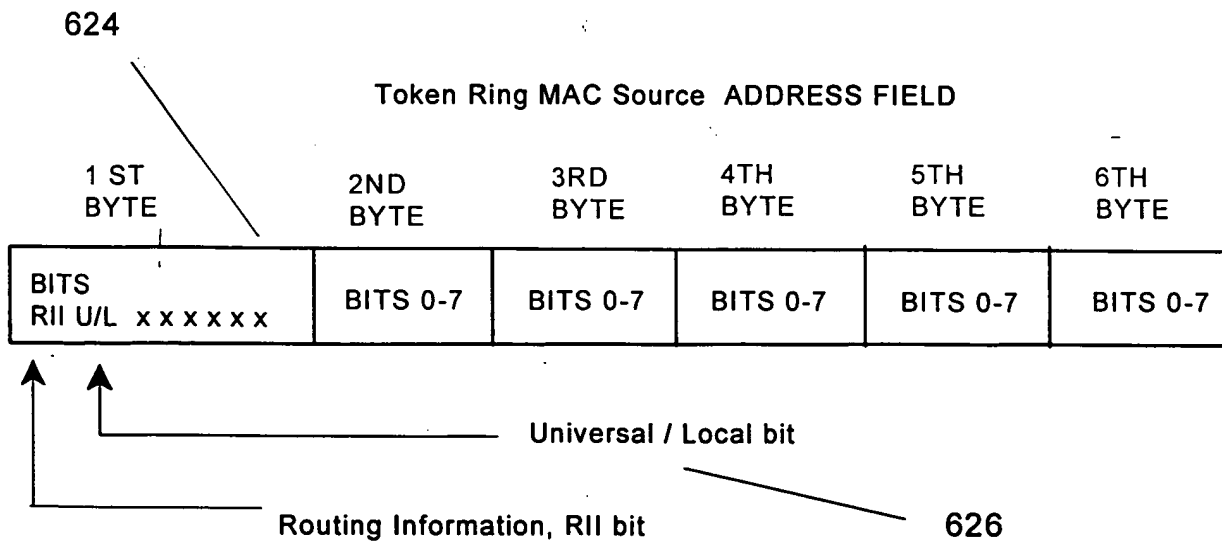 624
Token Ring MAC Source ADDRESS FIELD
1 ST
BYTE
2ND
BYTE
3RD
BYTE
4TH
BYTE
5TH
BYTE
6TH
BYTE
BITS
RII U/L x x x x x x
BITS 0-7
BITS 0-7
BITS 0-7
BITS 0-7
BITS 0-7
Universal / Local bit
Routing Information, RII bit
626